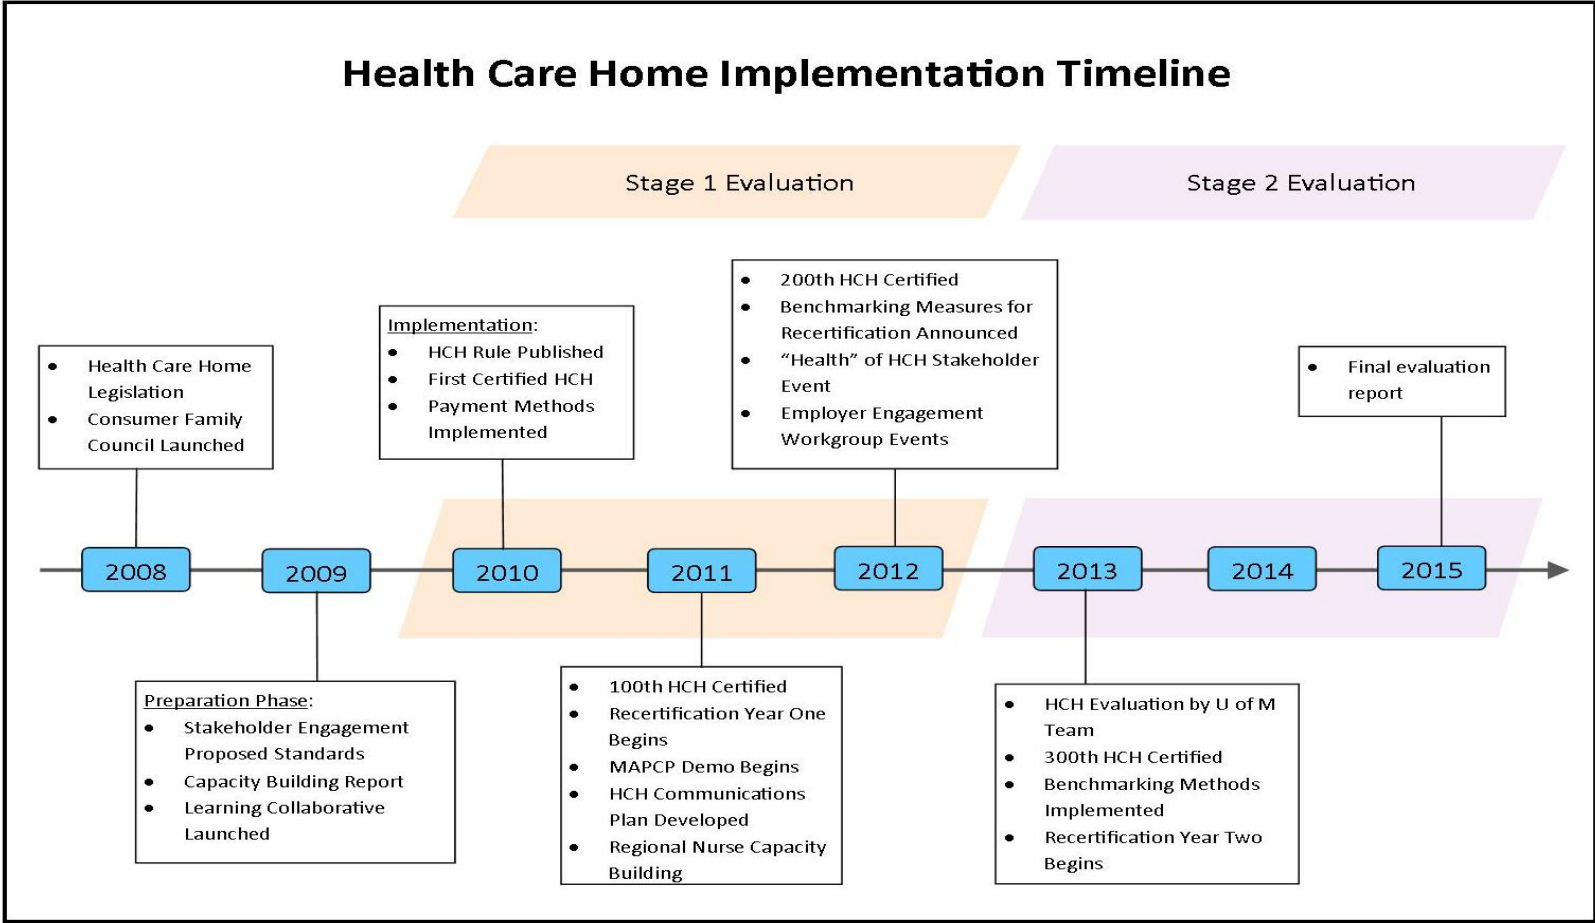 Health Care Home Implementation Timeline
Stage 1 Evaluation
Stage 2 Evaluation
• Health Care Home
Legislation
• Consumer Family
Council Launched
Implementation:
• HCH Rule Published
• First Certified HCH
• Payment Methods
Implemented
• 200th HCH Certified
• Benchmarking Measures for
Recertification Announced
• “Health” of HCH Stakeholder
Event
• Employer Engagement
Workgroup Events
• Final evaluation
report
2008
2009
2010
2011
2012
2013
2014
2015
Preparation Phase:
• Stakeholder Engagement
Proposed Standards
• Capacity Building Report
• Learning Collaborative
Launched
• 100th HCH Certified
• Recertification Year One
Begins
• MAPCP Demo Begins
• HCH Communications
Plan Developed
• Regional Nurse Capacity
Building
• HCH Evaluation by U of M
Team
• 300th HCH Certified
• Benchmarking Methods
Implemented
• Recertification Year Two
Begins